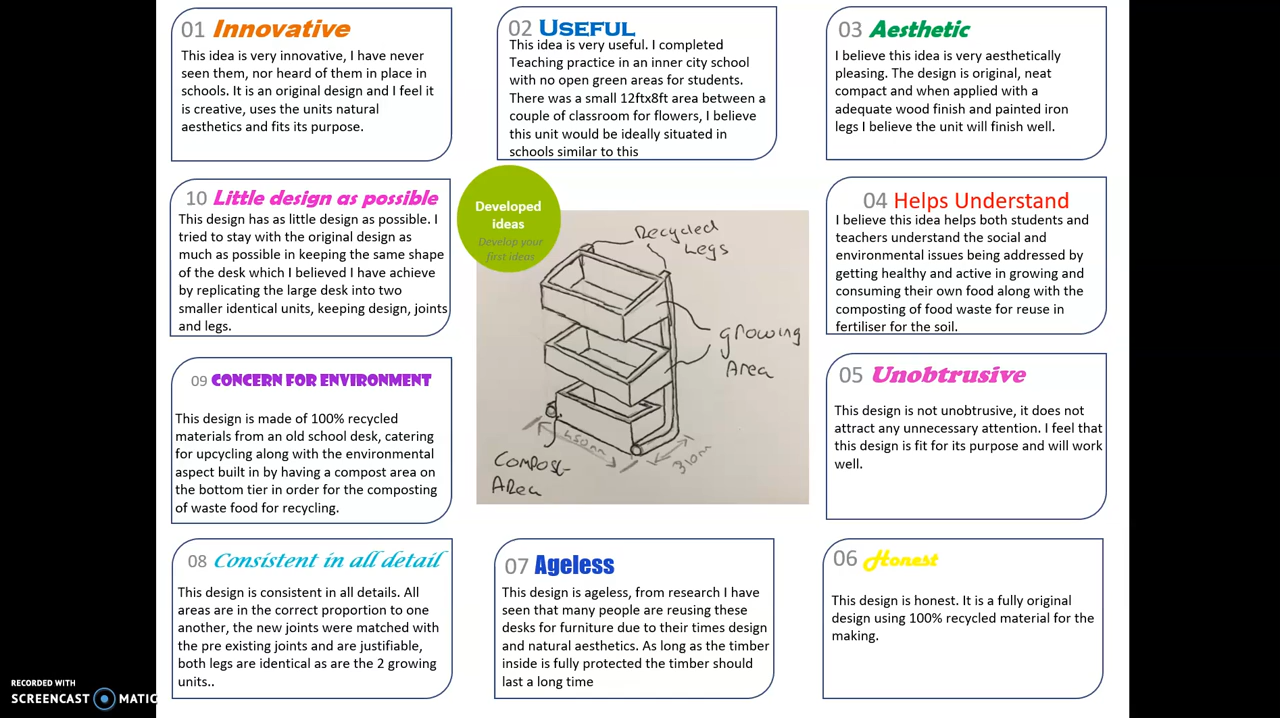 01 Innovative
This idea is very innovative, I have never
seen them, nor heard of them in place in
schools. It is an original design and I feel it
is creative, uses the units natural
aesthetics and fits its purpose.
02 Useful
This idea is very useful. I completed
Teaching practice in an inner city school
with no open green areas for students.
There was a small 12ftx8ft area between a
couple of classroom for flowers, I believe
this unit would be ideally situated in
schools similar to this
03 Aesthetic
I believe this idea is very aesthetically
pleasing. The design is original, neat
compact and when applied with a
adequate wood finish and painted iron
legs I believe the unit will finish well.
10 Little design as possible
This design has as little design as possible. I
tried to stay with the original design as
much as possible in keeping the same shape
of the desk which I believed I have achieve
by replicating the large desk into two
smaller identical units, keeping design, joints
and legs.
Developed
ideas
Develop your
first ideas
Recycled
Legs
growing
Area
450m
310m
Compost
Area
04 Helps Understand
I believe this idea helps both students and
teachers understand the social and
environmental issues being addressed by
getting healthy and active in growing and
consuming their own food along with the
composting of food waste for reuse in
fertiliser for the soil.
09 CONCERN FOR ENVIRONMENT
This design is made of 100% recycled
materials from an old school desk, catering
for upcycling along with the environmental
aspect built in by having a compost area on
the bottom tier in order for the composting
of waste food for recycling.
05 Unobtrusive
This design is not unobtrusive, it does not
attract any unnecessary attention. I feel that
this design is fit for its purpose and will work
well.
08 Consistent in all detail
This design is consistent in all details. All
areas are in the correct proportion to one
another, the new joints were matched with
the pre existing joints and are justifiable,
both legs are identical as are the 2 growing
units..
07 Ageless
This design is ageless, from research I have
seen that many people are reusing these
desks for furniture due to their times design
and natural aesthetics. As long as the timber
inside is fully protected the timber should
last a long time
06 Honest
This design is honest. It is a fully original
design using 100% recycled material for the
making.
RECORDED WITH
SCREENCAST MATIC